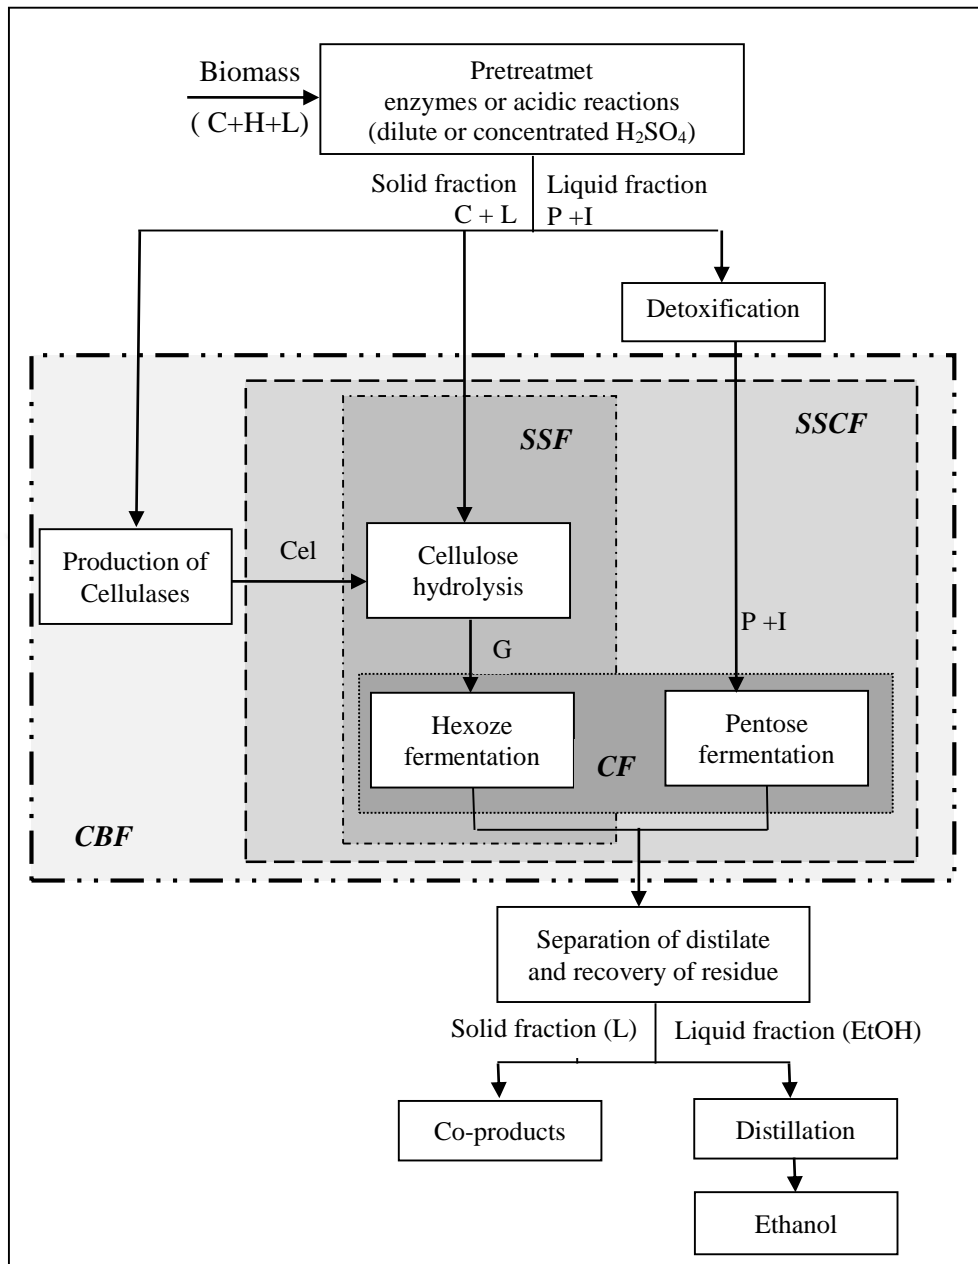 Biomass
( C+H+L)
Pretreatmet
enzymes or acidic reactions
(dilute or concentrated H₂SO₄)
Solid fraction
C + L
Liquid fraction
P +I
Detoxification
SSF
SSCF
Production of
Cellulases
Cel
Cellulose
hydrolysis
P +I
G
Hexoze
fermentation
CF
Pentose
fermentation
CBF
Separation of distilate
and recovery of residue
Solid fraction (L)
Liquid fraction (EtOH)
Co-products
Distillation
Ethanol